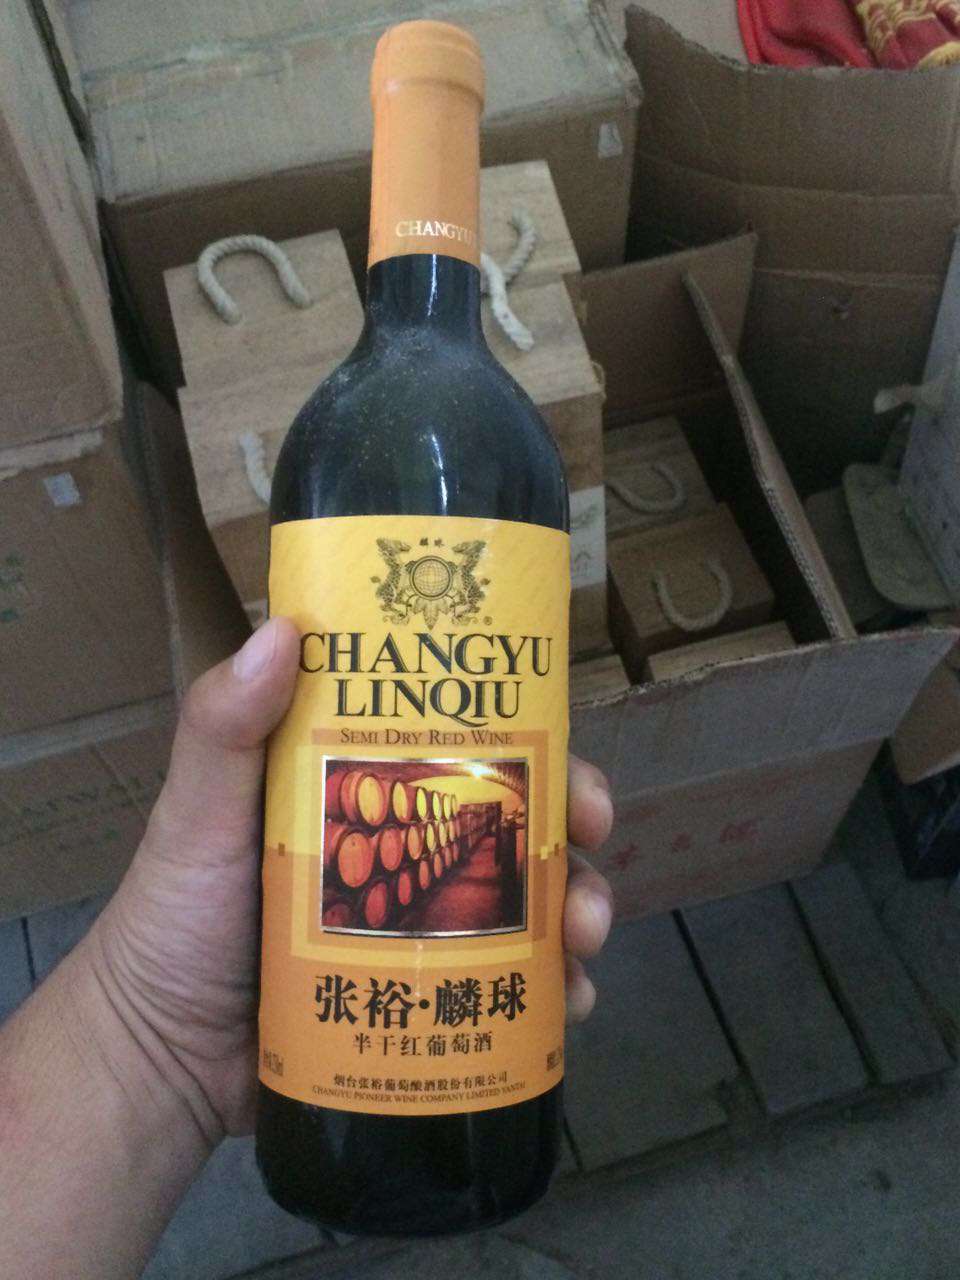 CHANGYU
麒球
®
CHANGYU
LINQIU
SEMI DRY RED WINE
张裕·麟球
半干红葡萄酒
烟台张裕葡萄酿酒股份有限公司
CHANGYU PIONEER WINE COMPANY LIMITED YANTAI